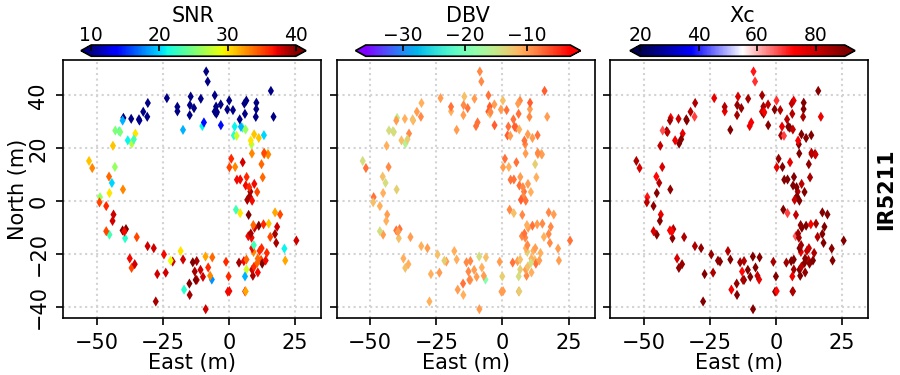 SNR DBV Xc
10 20 30 40 −30 −20 −10 20 40 60 80
North (m)
40
20
0
−20
−40
−50 −25 0 25 −50 −25 0 25 −50 −25 0 25
East (m) East (m) East (m)
IR5211